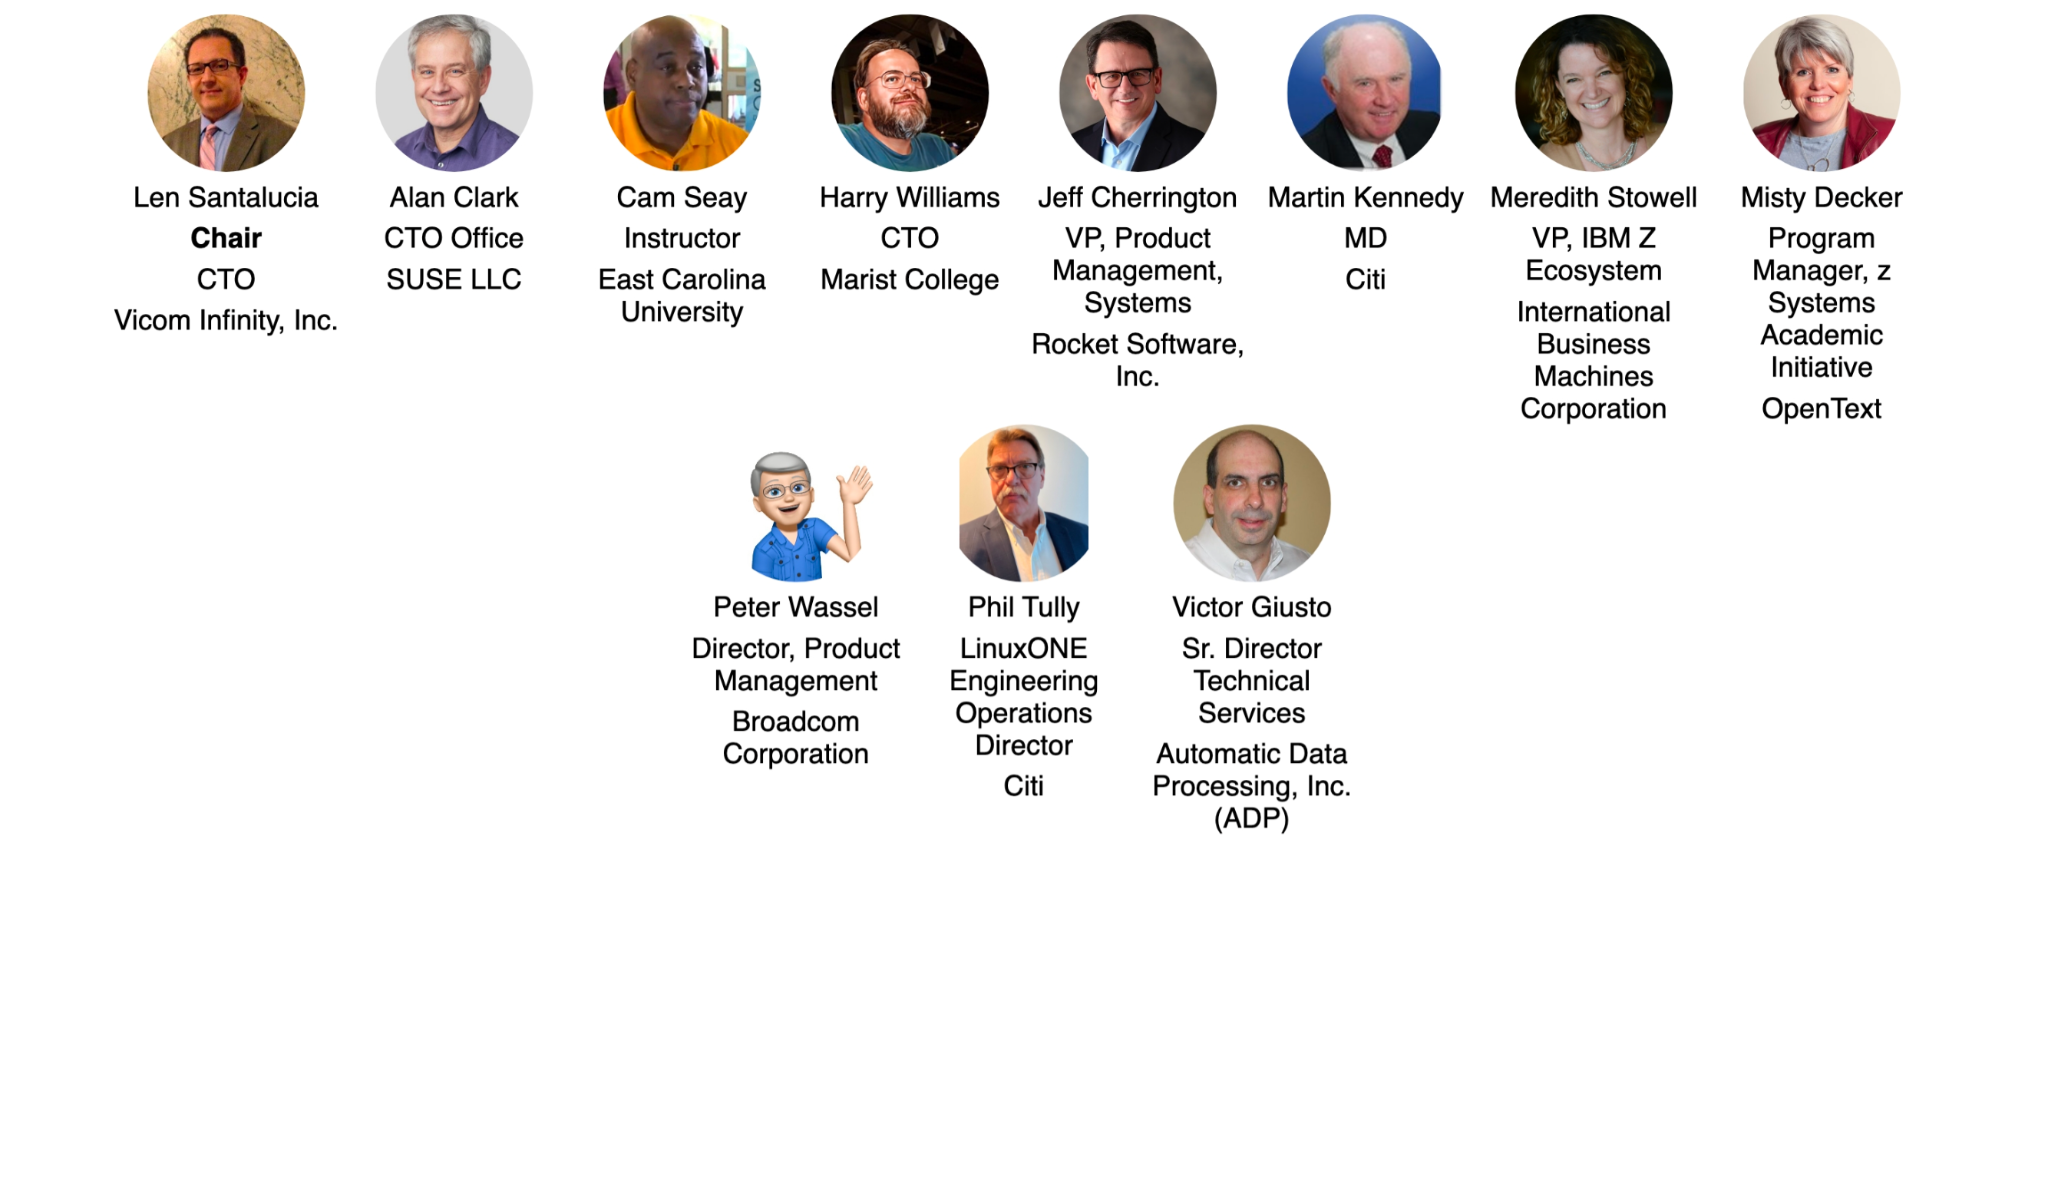 Len Santalucia
Chair
CTO
Vicom Infinity, Inc.
Alan Clark
CTO Office
SUSE LLC
Cam Seay
Instructor
East Carolina
University
Harry Williams
CTO
Marist College
Jeff Cherrington
VP, Product
Management,
Systems
Rocket Software,
Inc.
Martin Kennedy
MD
Citi
Meredith Stowell
VP, IBM Z
Ecosystem
International
Business
Machines
Corporation
Misty Decker
Program
Manager, z
Systems
Academic
Initiative
OpenText
Peter Wassel
Director, Product
Management
Broadcom
Corporation
Phil Tully
LinuxONE
Engineering
Operations
Director
Citi
Victor Giusto
Sr. Director
Technical
Services
Automatic Data
Processing, Inc.
(ADP)